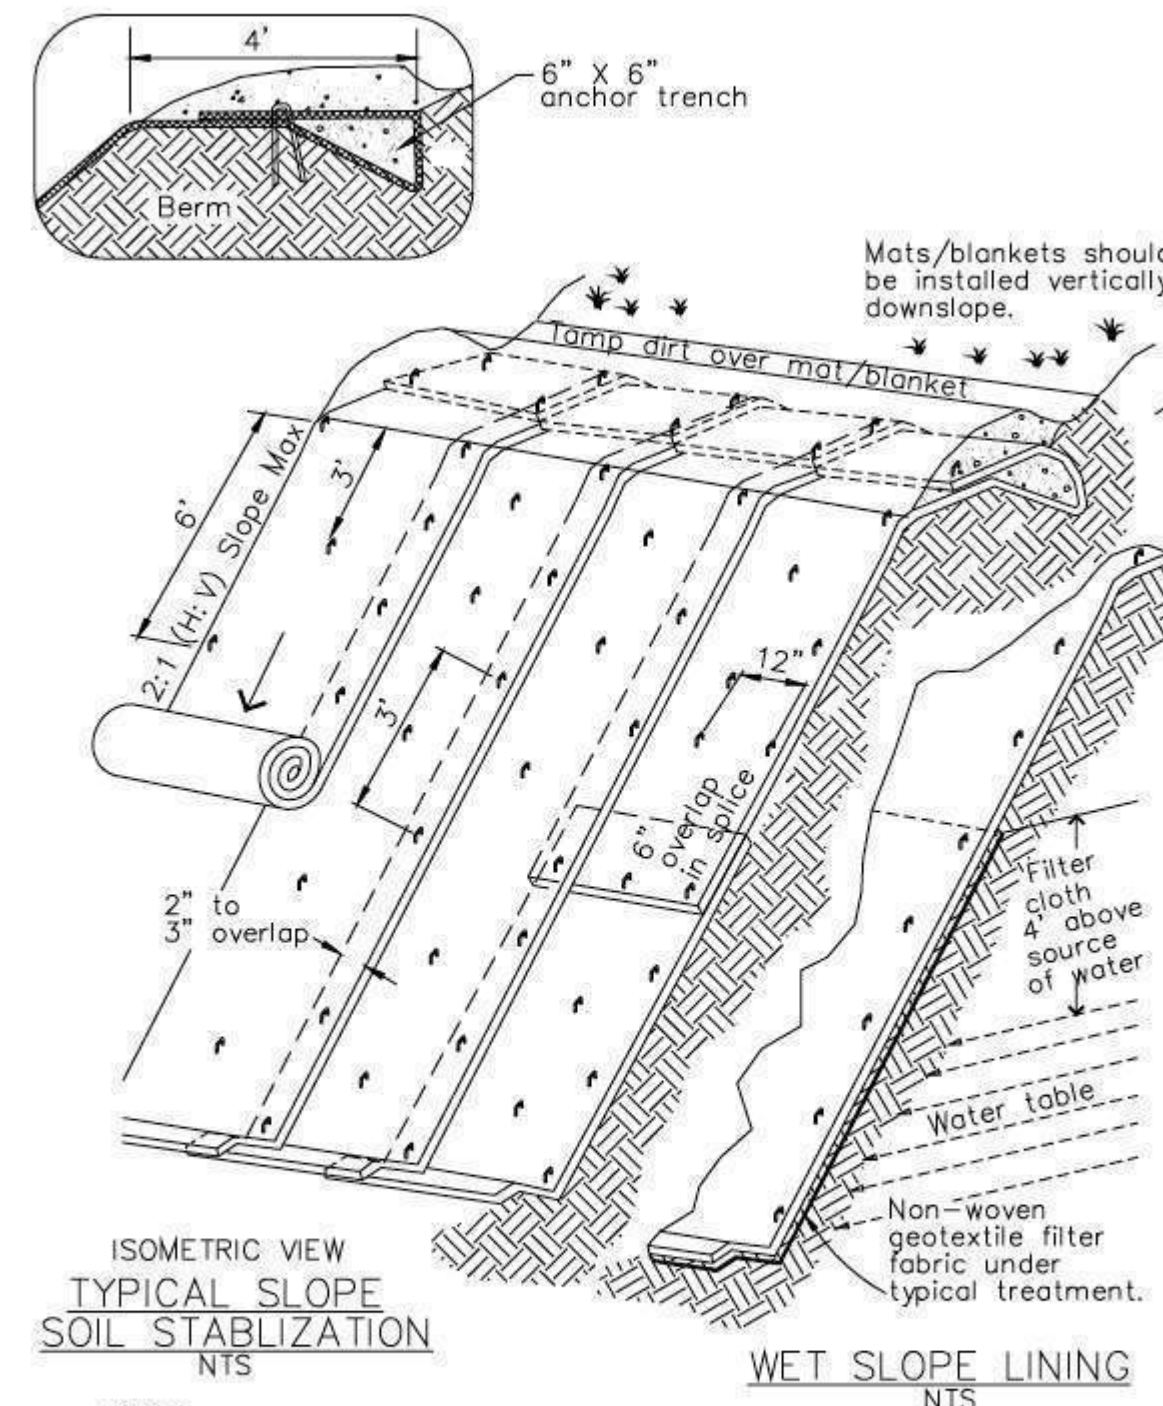 4'
6" X 6"
anchor trench
Berm
Mats/blankets should
be installed vertically
downslope.
Tamp dirt over mat/blanket
6'
2:1 (H:V) Slope Max
3'
3'
12"
6"
overlap
in splice
2" to
3" overlap
Filter
cloth
4' above
source
of water
Water table
Non-woven
geotextile filter
fabric under
typical treatment.
ISOMETRIC VIEW
TYPICAL SLOPE
SOIL STABLIZATION
NTS
WET SLOPE LINING
NTS